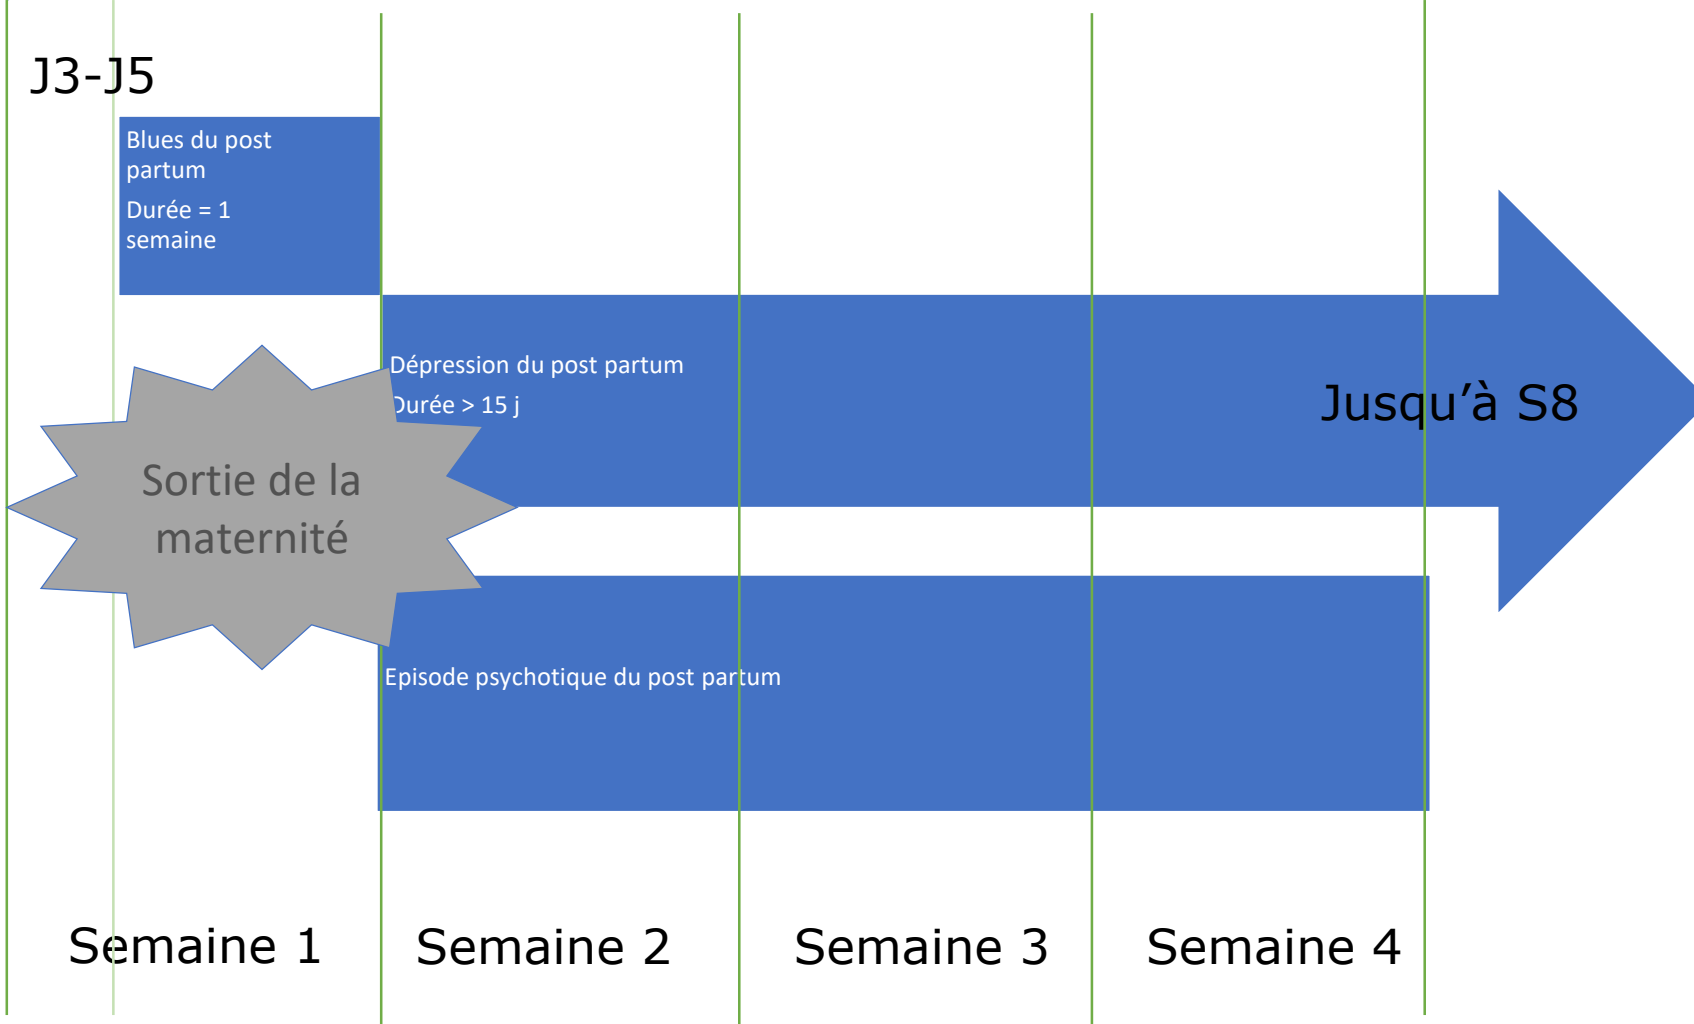 J3-J5
Blues du post
partum
Durée = 1
semaine
Dépression du post partum
Durée > 15 j
Jusqu’à S8
Sortie de la
maternité
Episode psychotique du post partum
Semaine 1
Semaine 2
Semaine 3
Semaine 4